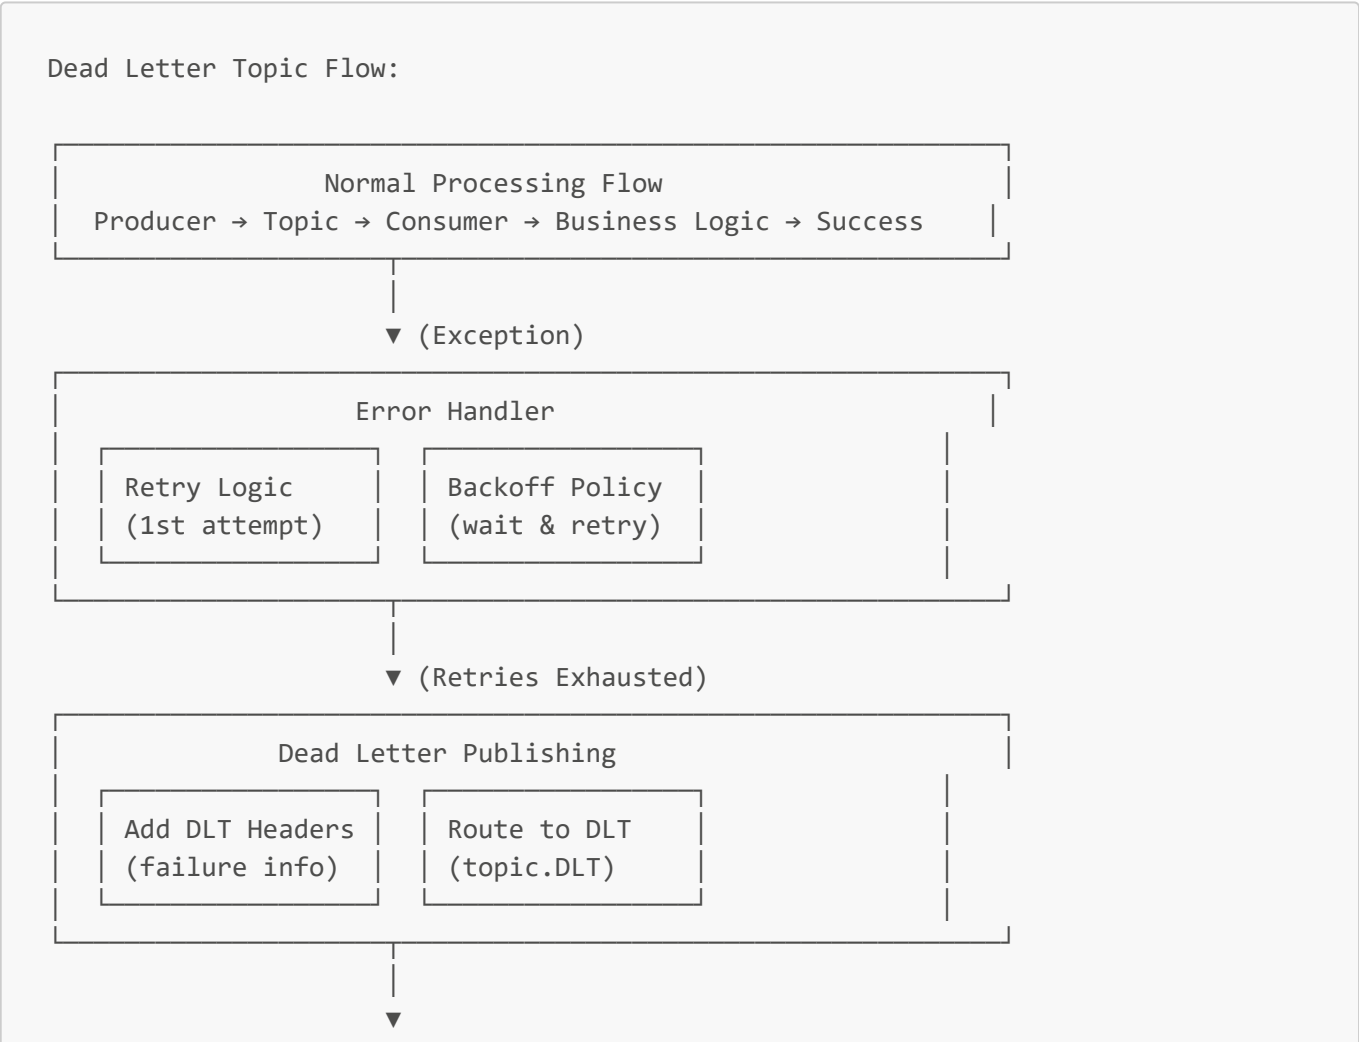 Dead Letter Topic Flow:
Normal Processing Flow
Producer → Topic → Consumer → Business Logic → Success
▼ (Exception)
Error Handler
Retry Logic Backoff Policy
(1st attempt) (wait & retry)
▼ (Retries Exhausted)
Dead Letter Publishing
Add DLT Headers Route to DLT
(failure info) (topic.DLT)
▼